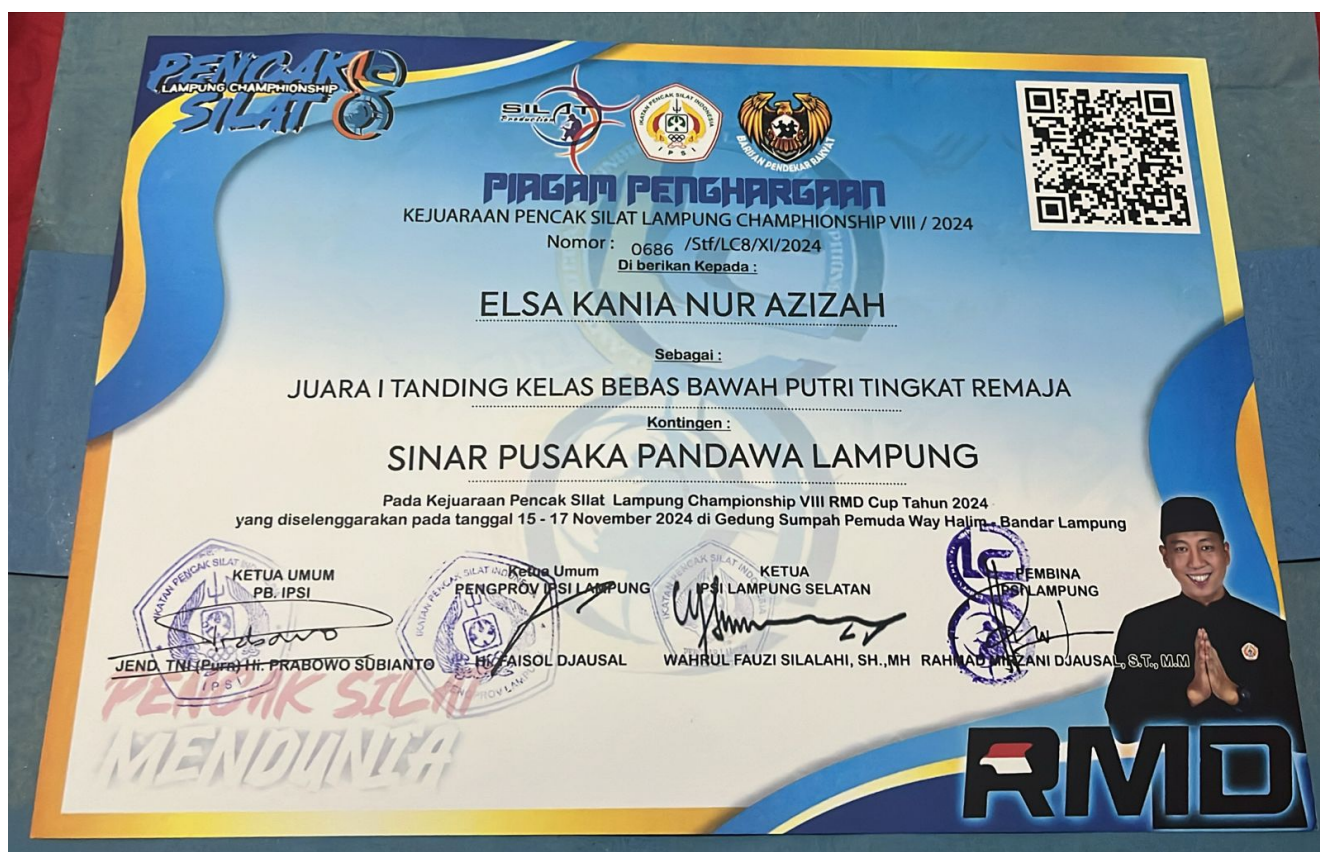 PENCAK
LAMPUNG CHAMPHIONSHIP
SILAT
SILAT
Production
IKATAN PENCAK SILAT INDONESIA
IPSI
BARISAN PENDEKAR RAKYAT
PIAGAM PENGHARGAAN
KEJUARAAN PENCAK SILAT LAMPUNG CHAMPHIONSHIP VIII / 2024
Nomor : 0686 /Stf/LC8/XI/2024
Di berikan Kepada :
ELSA KANIA NUR AZIZAH
Sebagai :
JUARA I TANDING KELAS BEBAS BAWAH PUTRI TINGKAT REMAJA
Kontingen :
SINAR PUSAKA PANDAWA LAMPUNG
Pada Kejuaraan Pencak SIlat Lampung Championship VIII RMD Cup Tahun 2024
yang diselenggarakan pada tanggal 15 - 17 November 2024 di Gedung Sumpah Pemuda Way Halim - Bandar Lampung
KETUA UMUM
PB. IPSI
JEND. TNI (Purn) Hi. PRABOWO SUBIANTO
Ketua Umum
PENGPROV IPSI LAMPUNG
Hi. FAISOL DJAUSAL
KETUA
IPSI LAMPUNG SELATAN
WAHRUL FAUZI SILALAHI, SH.,MH
PEMBINA
IPSI LAMPUNG
RAHMAD MIRZANI DJAUSAL, S.T., M.M
PENCAK SILAT
MENDUNIA
RMD